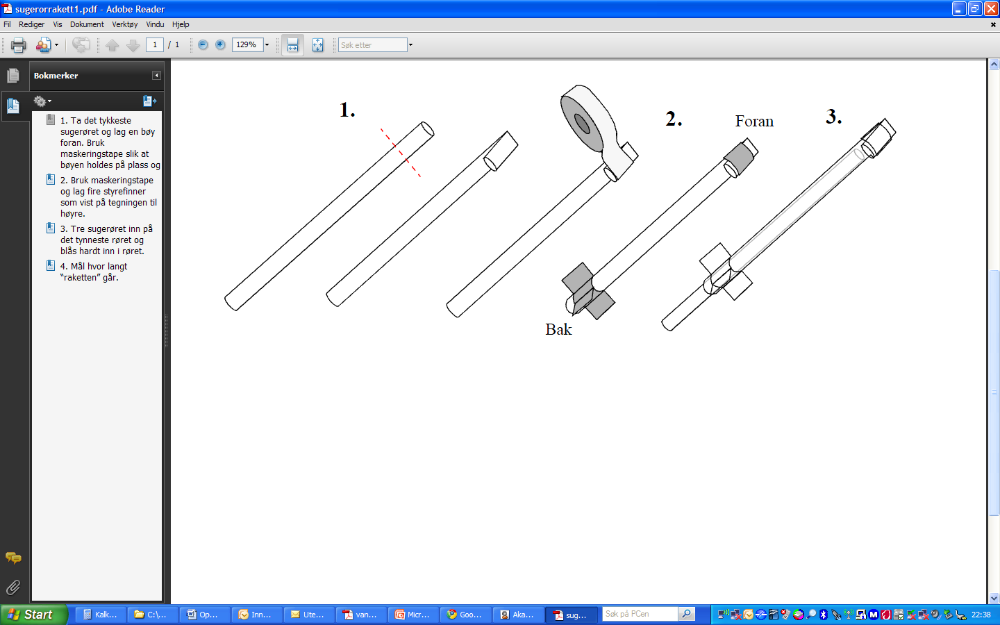 sugerorrakett1.pdf - Adobe Reader
Fil Rediger Vis Dokument Verktøy Vindu Hjelp
1 / 1 129% Søk etter
Bokmerker
1. Ta det tykkeste
sugerøret og lag en bøy
foran. Bruk
maskeringstape slik at
bøyen holdes på plass og
2. Bruk maskeringstape
og lag fire styrefinner
som vist på tegningen til
høyre.
3. Tre sugerøret inn på
det tynneste røret og
blås hardt inn i røret.
4. Mål hvor langt
“raketten” går.
1.
2.
Foran
3.
Bak
Start Kalk... C:\... Op... Inn... Ute... van... Micr... Goo... Aka... sug... Søk på PCen 22:38